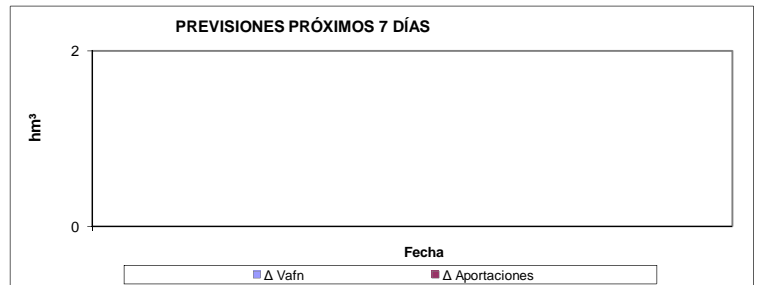 PREVISIONES PRÓXIMOS 7 DÍAS
2
hm³
0
Fecha
Δ Vafn Δ Aportaciones